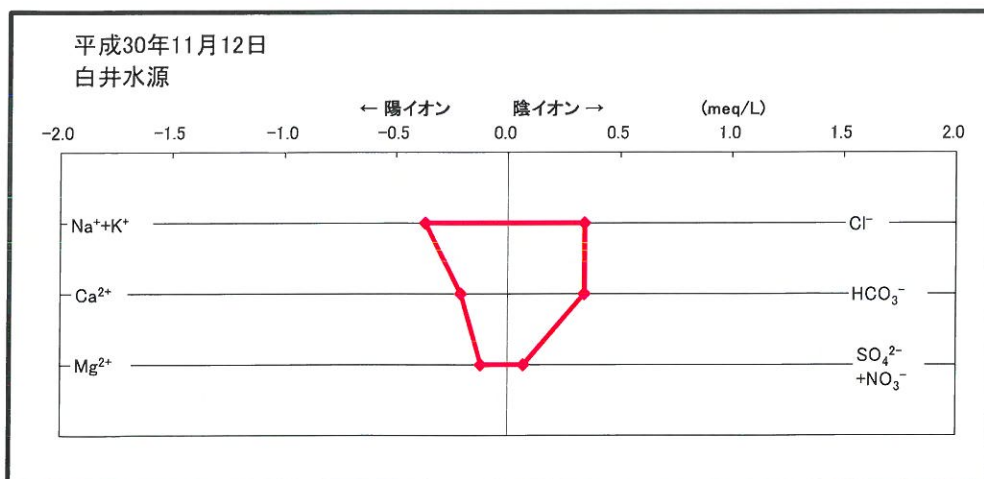 平成30年11月12日
白井水源
← 陽イオン 陰イオン → (meq/L)
-2.0 -1.5 -1.0 -0.5 0.0 0.5 1.0 1.5 2.0
Na⁺+K⁺ Cl⁻
Ca²⁺ HCO₃⁻
Mg²⁺ SO₄²⁻
+NO₃⁻